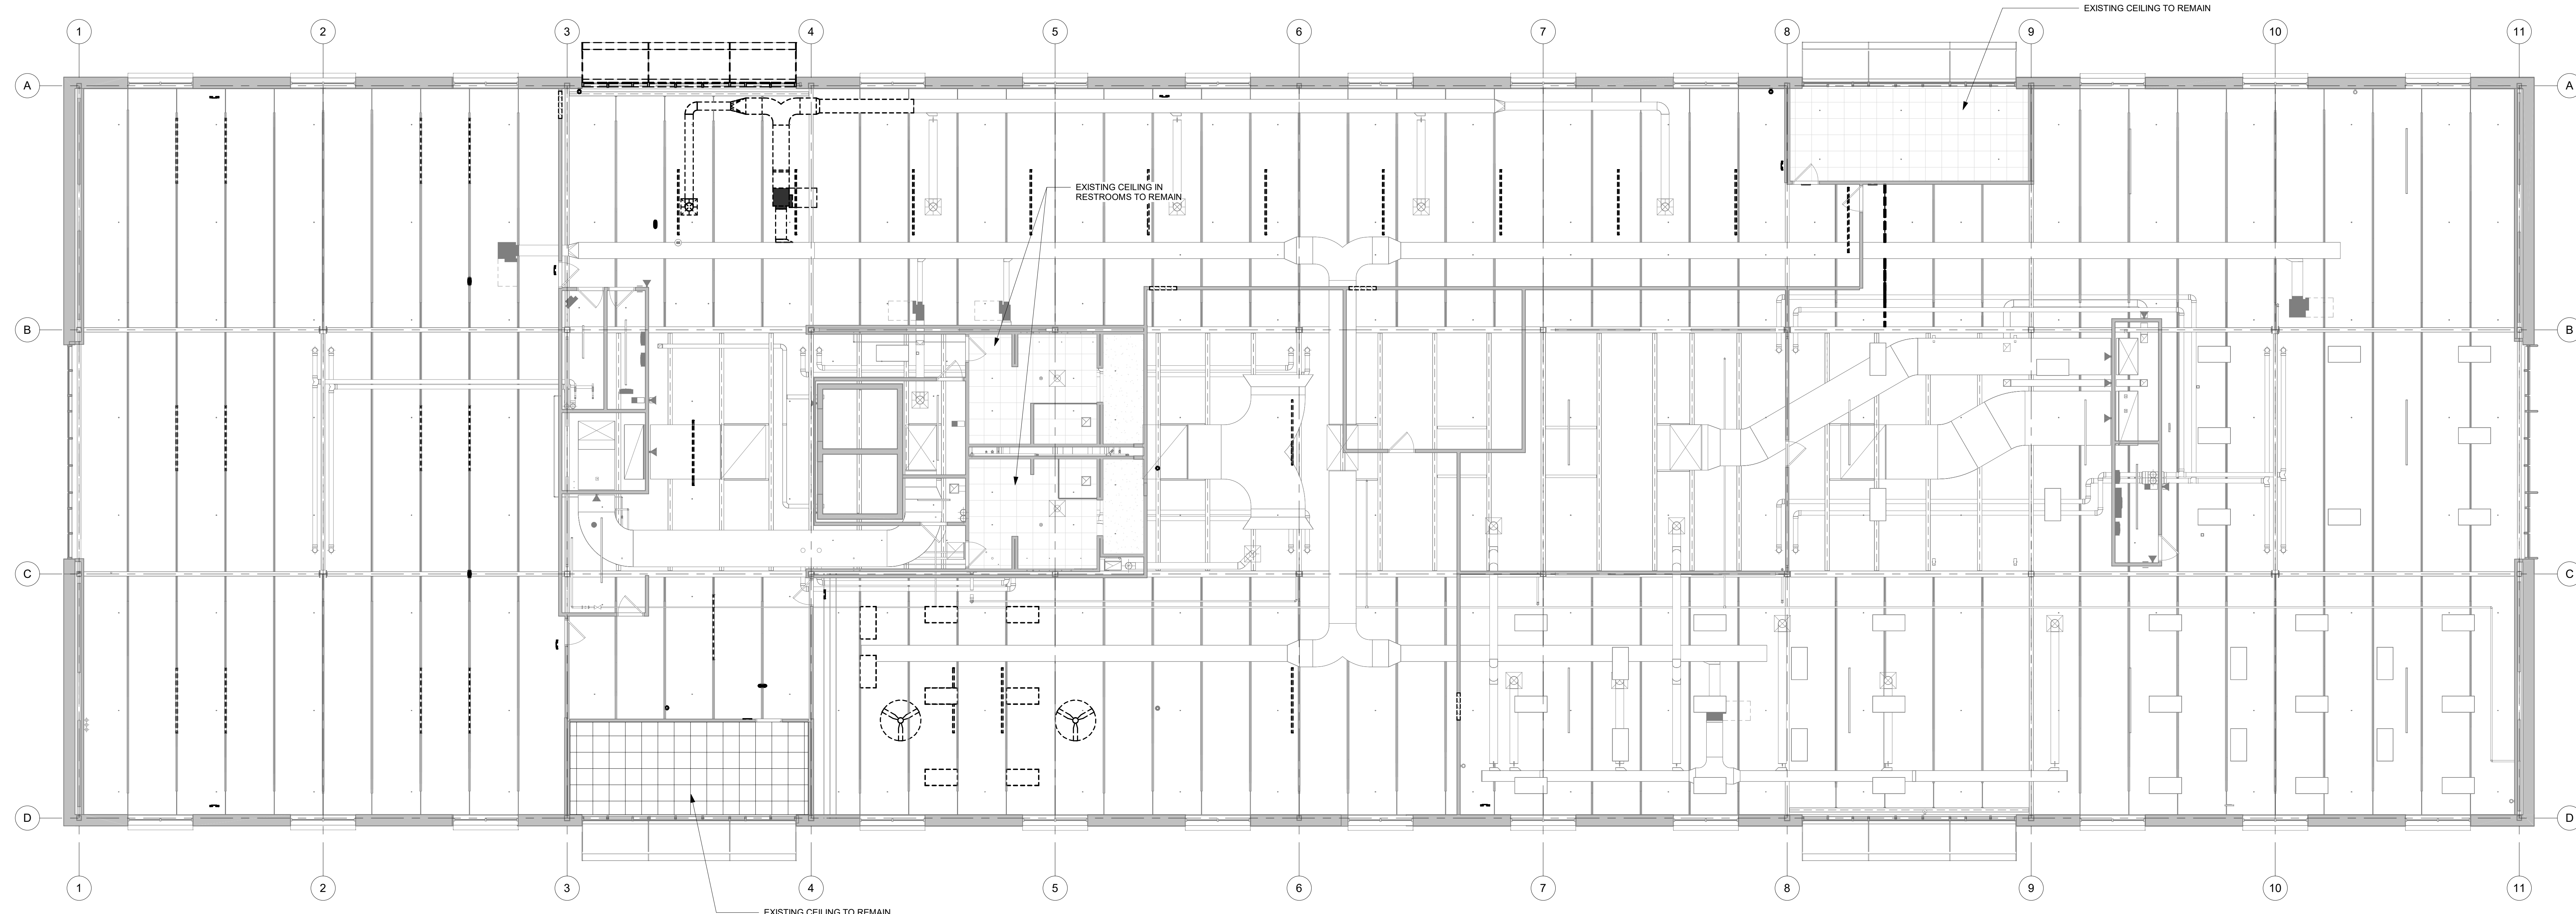 EXISTING CEILING TO REMAIN
1 2 3 4 5 6 7 8 9 10 11
A A
EXISTING CEILING IN
RESTROOMS TO REMAIN
B B
C C
D D
1 2 3 4 5 6 7 8 9 10 11
EXISTING CEILING TO REMAIN